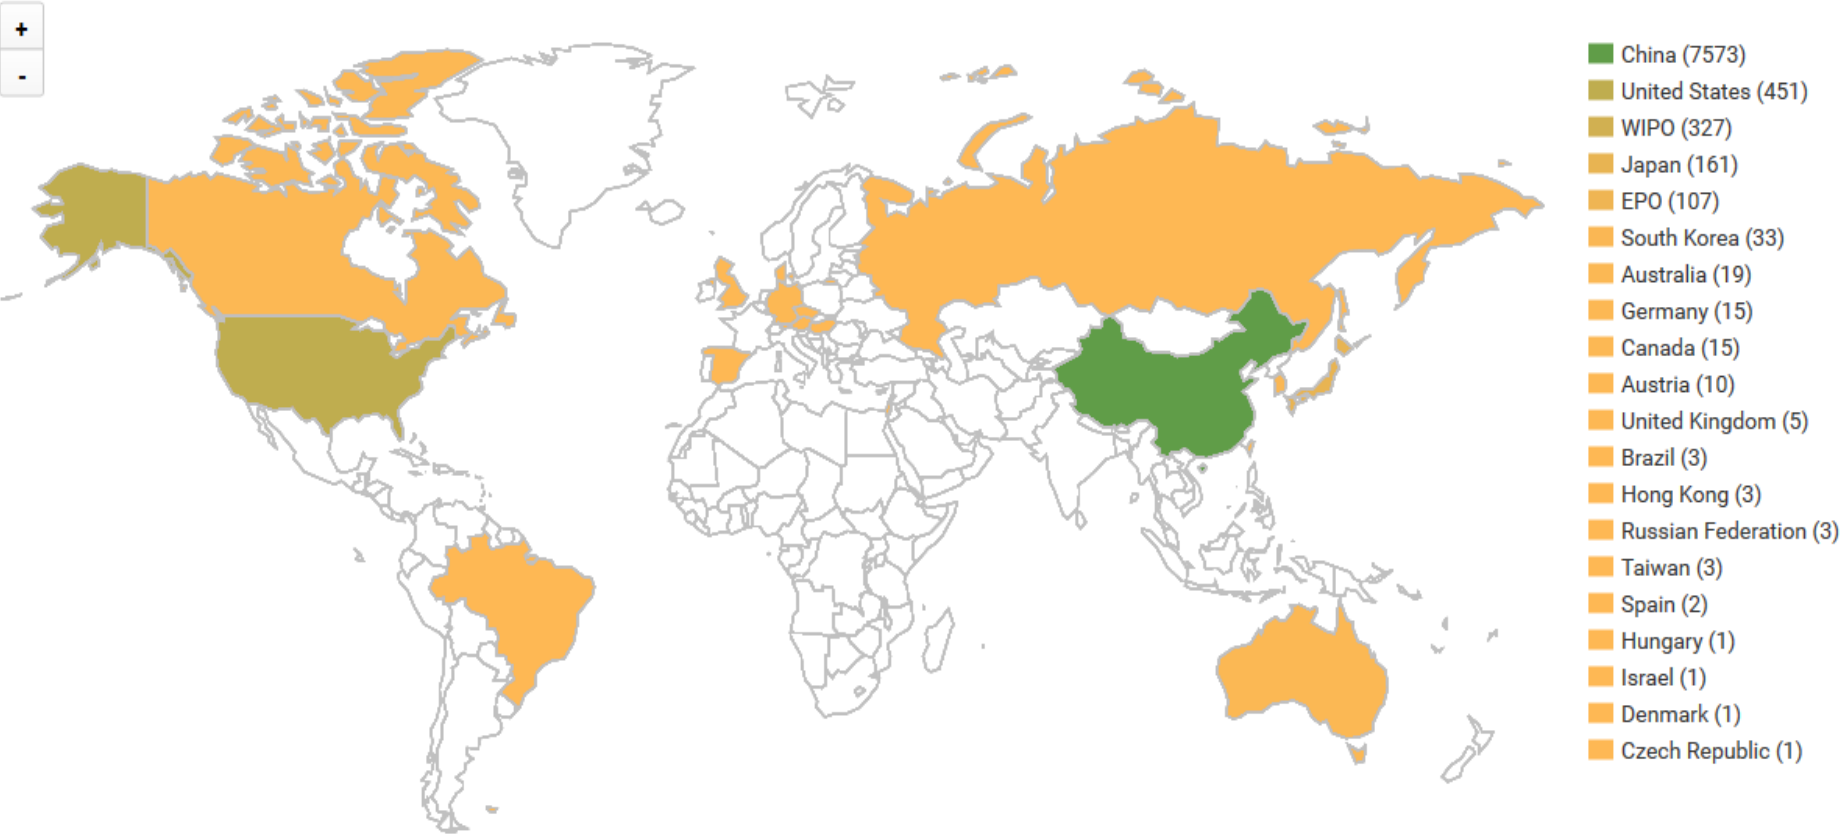 +
-
China (7573)
United States (451)
WIPO (327)
Japan (161)
EPO (107)
South Korea (33)
Australia (19)
Germany (15)
Canada (15)
Austria (10)
United Kingdom (5)
Brazil (3)
Hong Kong (3)
Russian Federation (3)
Taiwan (3)
Spain (2)
Hungary (1)
Israel (1)
Denmark (1)
Czech Republic (1)